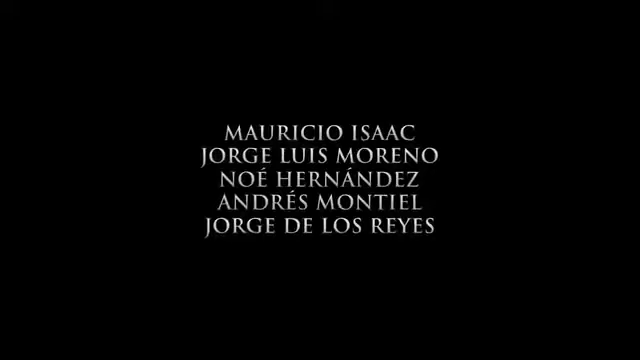 MAURICIO ISAAC
JORGE LUIS MORENO
NOÉ HERNÁNDEZ
ANDRÉS MONTIEL
JORGE DE LOS REYES